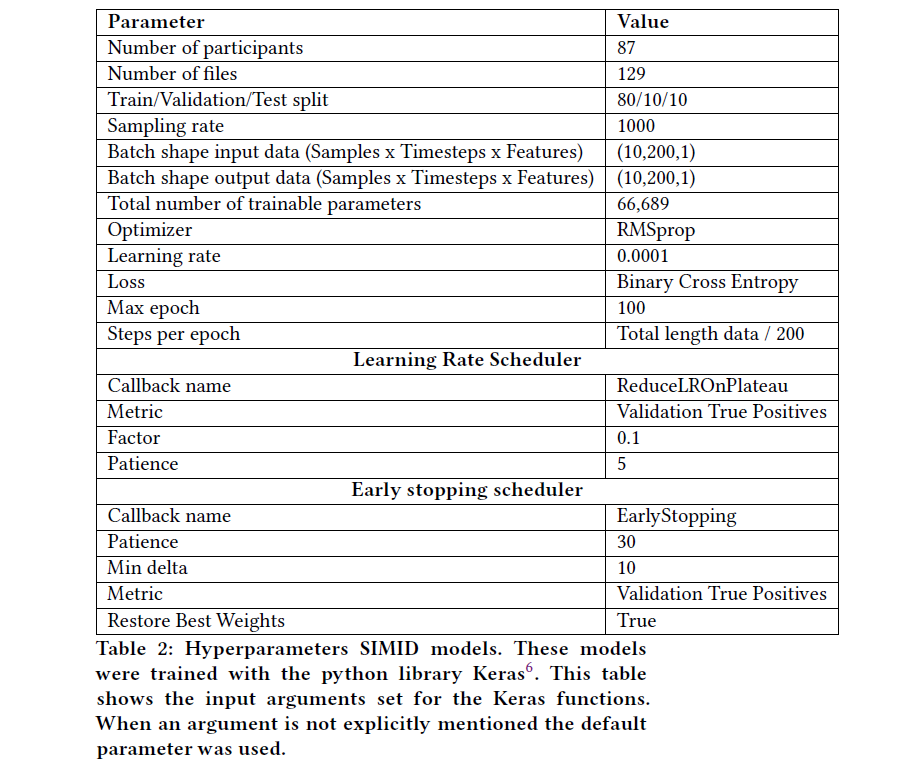 Parameter Value
Number of participants 87
Number of files 129
Train/Validation/Test split 80/10/10
Sampling rate 1000
Batch shape input data (Samples x Timesteps x Features) (10,200,1)
Batch shape output data (Samples x Timesteps x Features) (10,200,1)
Total number of trainable parameters 66,689
Optimizer RMSprop
Learning rate 0.0001
Loss Binary Cross Entropy
Max epoch 100
Steps per epoch Total length data / 200
Learning Rate Scheduler
Callback name ReduceLROnPlateau
Metric Validation True Positives
Factor 0.1
Patience 5
Early stopping scheduler
Callback name EarlyStopping
Patience 30
Min delta 10
Metric Validation True Positives
Restore Best Weights True
Table 2: Hyperparameters SIMID models. These models
were trained with the python library Keras⁶. This table
shows the input arguments set for the Keras functions.
When an argument is not explicitly mentioned the default
parameter was used.